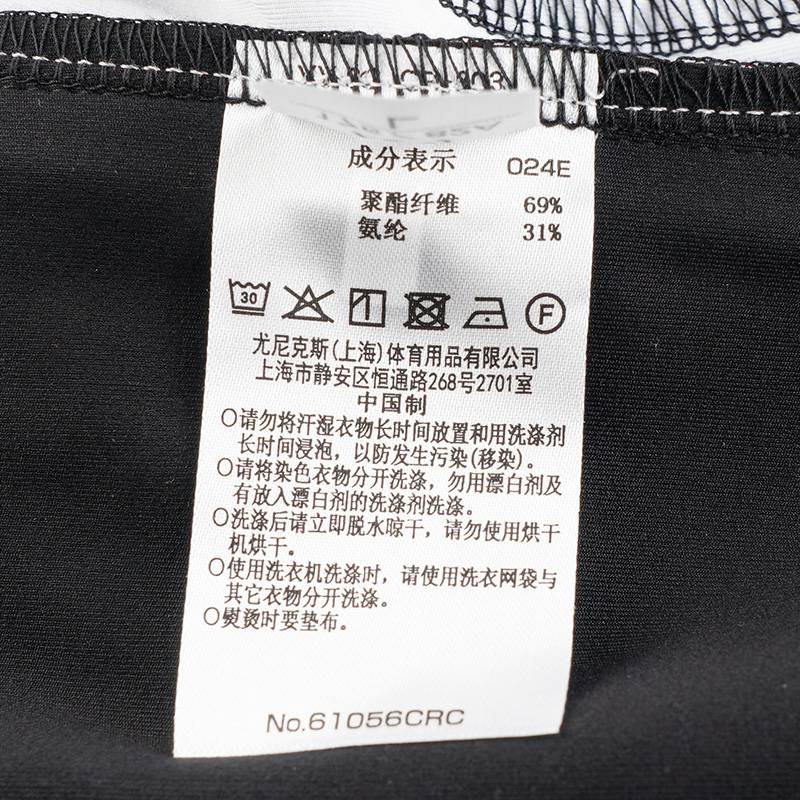 成分表示 024E
聚酯纤维 69%
氨纶 31%
30
F
尤尼克斯(上海)体育用品有限公司
上海市静安区恒通路268号2701室
中国制
○请勿将汗湿衣物长时间放置和用洗涤剂
长时间浸泡，以防发生污染(移染)。
○请将染色衣物分开洗涤，勿用漂白剂及
有放入漂白剂的洗涤剂洗涤。
○洗涤后请立即脱水晾干，请勿使用烘干
机烘干。
○使用洗衣机洗涤时，请使用洗衣网袋与
其它衣物分开洗涤。
○熨烫时要垫布。
No.61056CRC